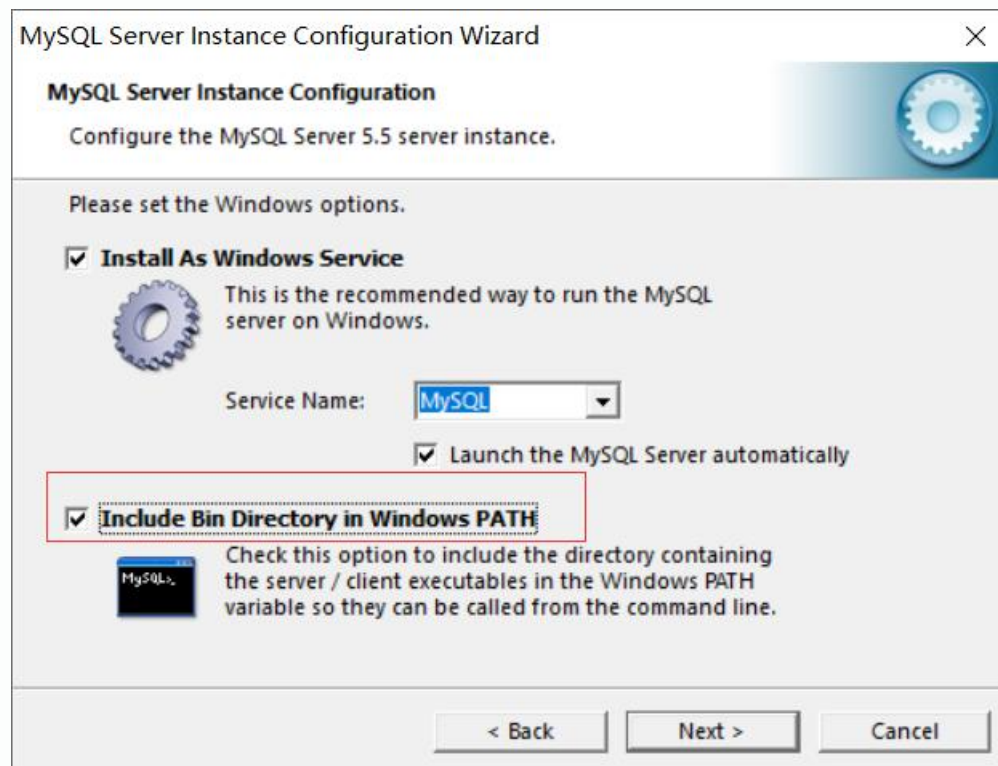 MySQL Server Instance Configuration Wizard
MySQL Server Instance Configuration
Configure the MySQL Server 5.5 server instance.
Please set the Windows options.
Install As Windows Service
This is the recommended way to run the MySQL
server on Windows.
Service Name:
MySQL
Launch the MySQL Server automatically
Include Bin Directory in Windows PATH
MySQL>_
Check this option to include the directory containing
the server / client executables in the Windows PATH
variable so they can be called from the command line.
< Back
Next >
Cancel